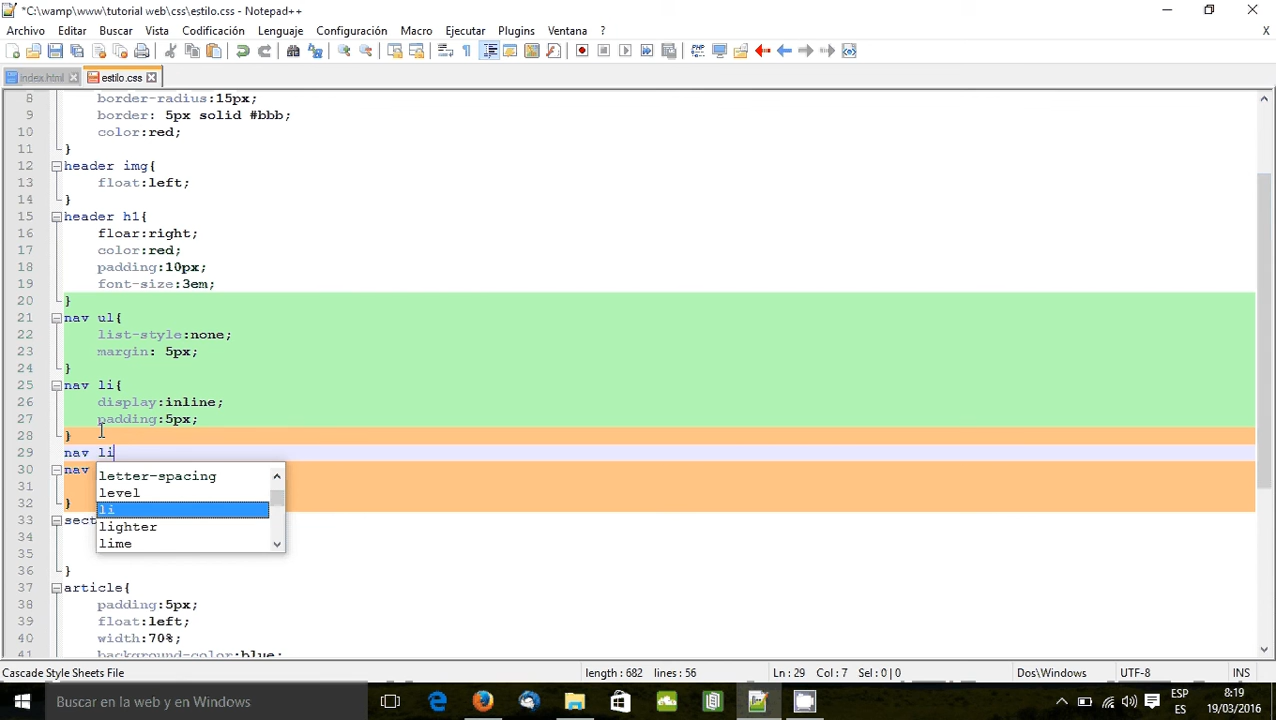 *C:\wamp\www\tutorial web\css\estilo.css - Notepad++
Archivo Editar Buscar Vista Codificación Lenguaje Configuración Macro Ejecutar Plugins Ventana ? X
index.html estilo.css
8 border-radius:15px;
9 border: 5px solid #bbb;
10 color:red;
11 }
12 header img{
13 float:left;
14 }
15 header h1{
16 floar:right;
17 color:red;
18 padding:10px;
19 font-size:3em;
20 }
21 nav ul{
22 list-style:none;
23 margin: 5px;
24 }
25 nav li{
26 display:inline;
27 padding:5px;
28 }
29 nav li
30 nav
letter-spacing
31
level
32 }
li
33 sect
lighter
34
lime
35
36 }
37 article{
38 padding:5px;
39 float:left;
40 width:70%;
41 background-color:blue;
Cascade Style Sheets File length : 682 lines : 56 Ln : 29 Col : 7 Sel : 0 | 0 Dos\Windows UTF-8 INS
Buscar en la web y en Windows
ESP
ES
8:19
19/03/2016